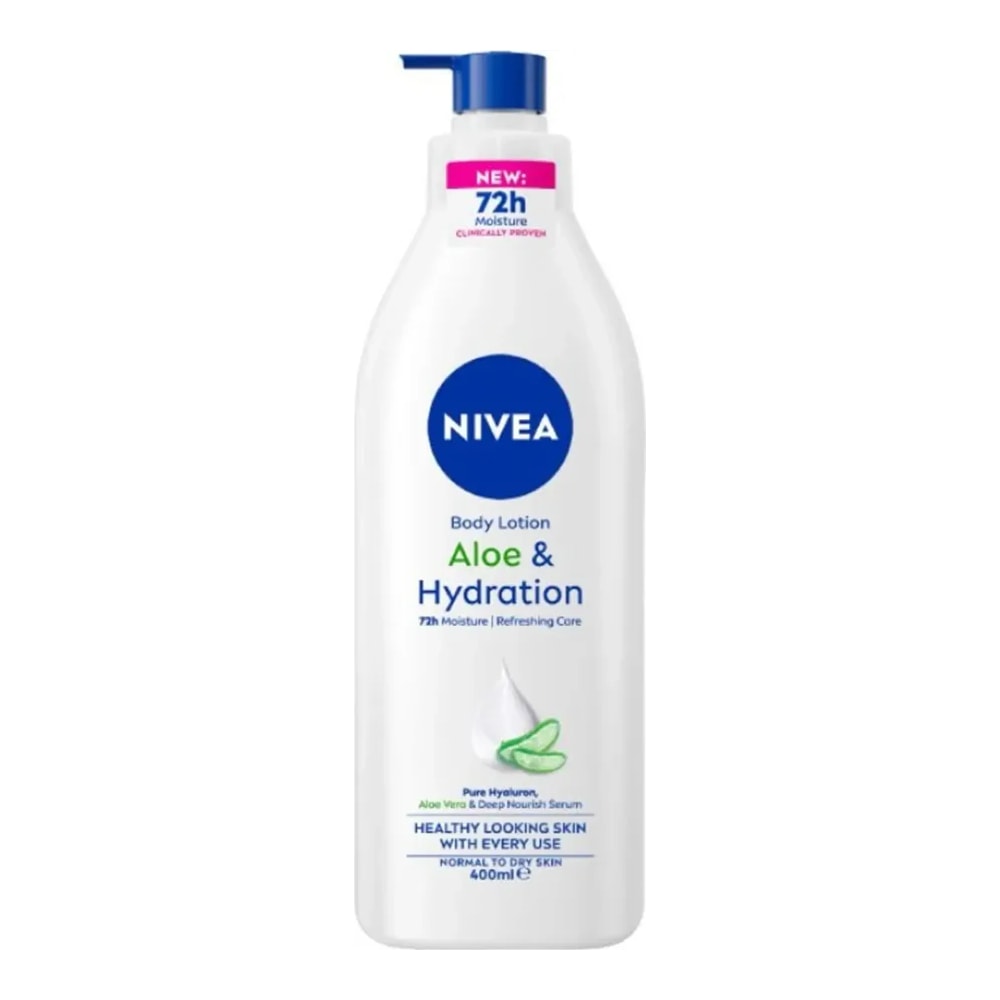 NEW:
72h
Moisture
CLINICALLY PROVEN
NIVEA
Body Lotion
Aloe &
Hydration
72h Moisture | Refreshing Care
Pure Hyaluron,
Aloe Vera & Deep Nourish Serum
HEALTHY LOOKING SKIN
WITH EVERY USE
NORMAL TO DRY SKIN
400ml ℮